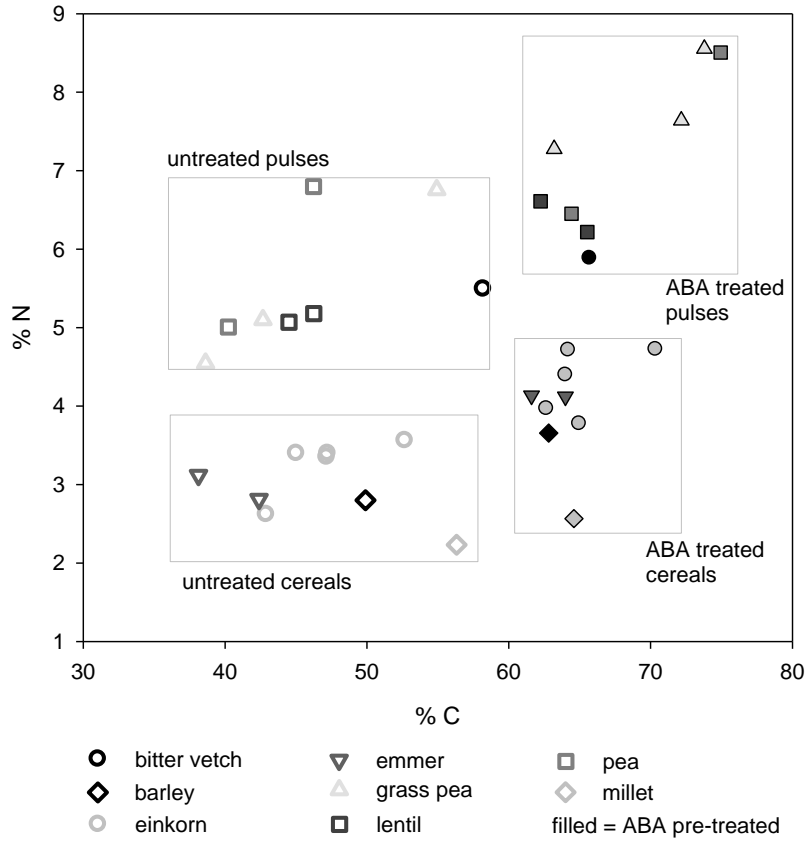 9
8
untreated pulses
7
6
ABA treated
pulses
% N
5
4
3
ABA treated
cereals
2
untreated cereals
1
30 40 50 60 70 80
% C
bitter vetch emmer pea
barley grass pea millet
einkorn lentil filled = ABA pre-treated